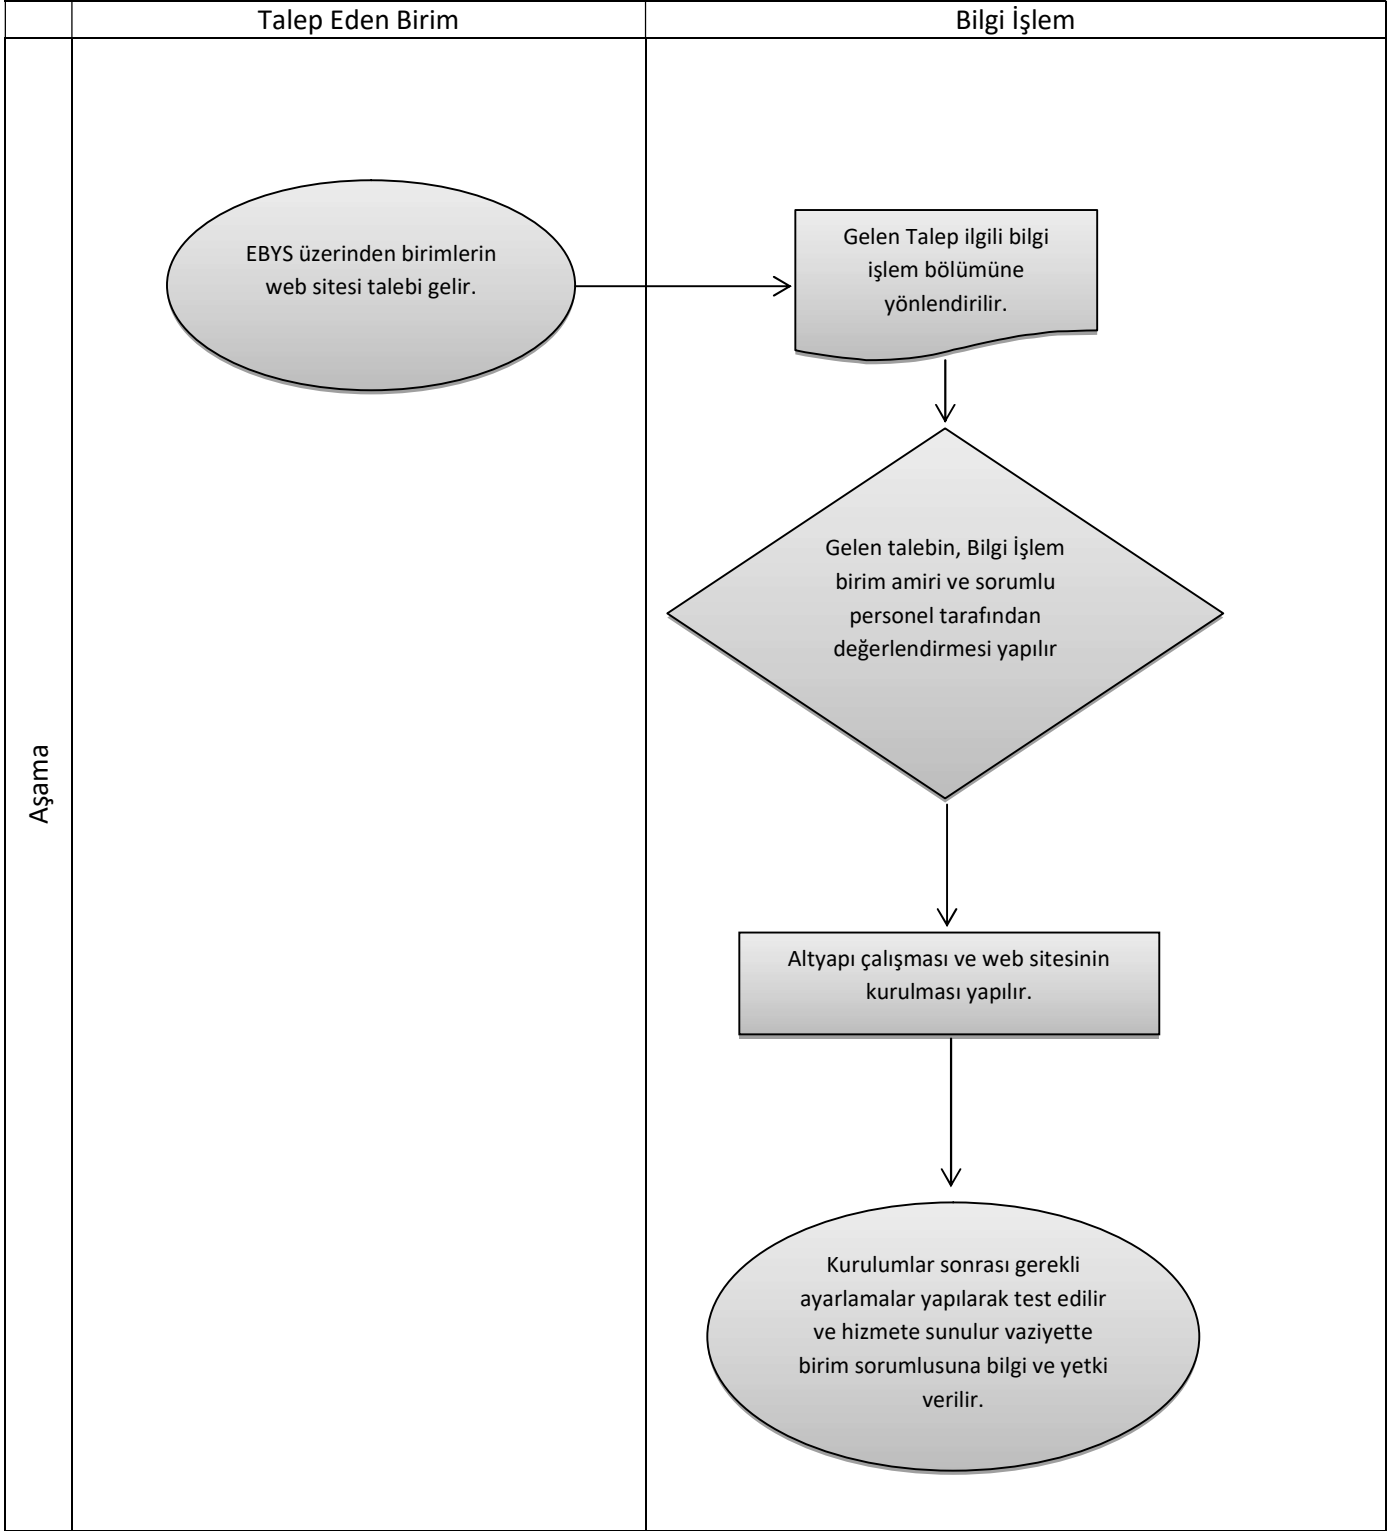 Talep Eden Birim
Bilgi İşlem
Aşama
EBYS üzerinden birimlerin
web sitesi talebi gelir.
Gelen Talep ilgili bilgi
işlem bölümüne
yönlendirilir.
Gelen talebin, Bilgi İşlem
birim amiri ve sorumlu
personel tarafından
değerlendirmesi yapılır
Altyapı çalışması ve web sitesinin
kurulması yapılır.
Kurulumlar sonrası gerekli
ayarlamalar yapılarak test edilir
ve hizmete sunulur vaziyette
birim sorumlusuna bilgi ve yetki
verilir.